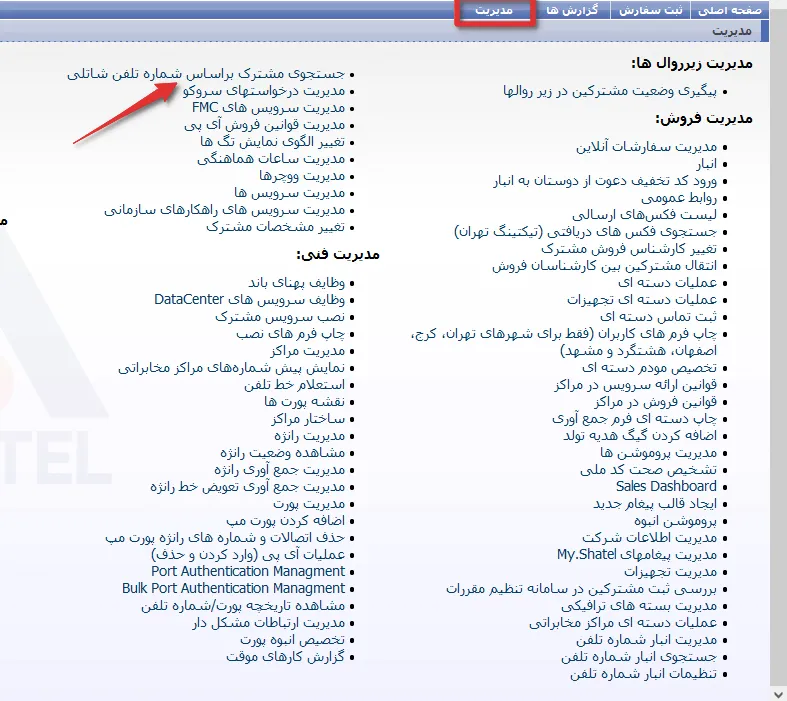 صفحه اصلی
ثبت سفارش
گزارش ها
مدیریت
مدیریت
مدیریت زیرروال ها:
پیگیری وضعیت مشترکین در زیر روالها
مدیریت فروش:
مدیریت سفارشات آنلاین
انبار
ورود کد تخفیف دعوت از دوستان به انبار
روابط عمومی
لیست فکس‌های ارسالی
جستجوی فکس های دریافتی (تیکتینگ تهران)
تغییر کارشناس فروش مشترک
انتقال مشترکین بین کارشناسان فروش
عملیات دسته ای
عملیات دسته ای تجهیزات
ثبت تماس دسته ای
چاپ فرم های کاربران (فقط برای شهرهای تهران، کرج،
اصفهان، هشتگرد و مشهد)
تخصیص مودم دسته ای
قوانین ارائه سرویس در مراکز
قوانین فروش در مراکز
چاپ دسته ای فرم جمع آوری
اضافه کردن گیگ هدیه تولد
مدیریت پروموشن ها
تشخیص صحت کد ملی
Sales Dashboard
ایجاد قالب پیغام جدید
پروموشن انبوه
مدیریت اطلاعات شرکت
مدیریت پیغامهای My.Shatel
مدیریت تجهیزات
بررسی ثبت مشترکین در سامانه تنظیم مقررات
مدیریت بسته های ترافیکی
عملیات دسته ای مراکز مخابراتی
مدیریت انبار شماره تلفن
جستجوی انبار شماره تلفن
تنظیمات انبار شماره تلفن
جستجوی مشترک براساس شماره تلفن شاتلی
مدیریت درخواستهای سروکو
مدیریت سرویس های FMC
مدیریت قوانین فروش آی پی
تغییر الگوی نمایش تگ ها
مدیریت ساعات هماهنگی
مدیریت ووچرها
مدیریت سرویس ها
مدیریت سرویس های راهکارهای سازمانی
تغییر مشخصات مشترک
مدیریت فنی:
وظایف پهنای باند
وظایف سرویس های DataCenter
نصب سرویس مشترک
چاپ فرم های نصب
مدیریت مراکز
نمایش پیش شماره‌های مراکز مخابراتی
استعلام خط تلفن
نقشه پورت ها
ساختار مراکز
مدیریت رانژه
مشاهده وضعیت رانژه
مدیریت جمع آوری رانژه
مدیریت جمع آوری تعویض خط رانژه
مدیریت پورت
اضافه کردن پورت مپ
حذف اتصالات و شماره های رانژه پورت مپ
عملیات آی پی (وارد کردن و حذف)
Port Authentication Managment
Bulk Port Authentication Managment
مشاهده تاریخچه پورت/شماره تلفن
مدیریت ارتباطات مشکل دار
تخصیص انبوه پورت
گزارش کارهای موقت
TEL